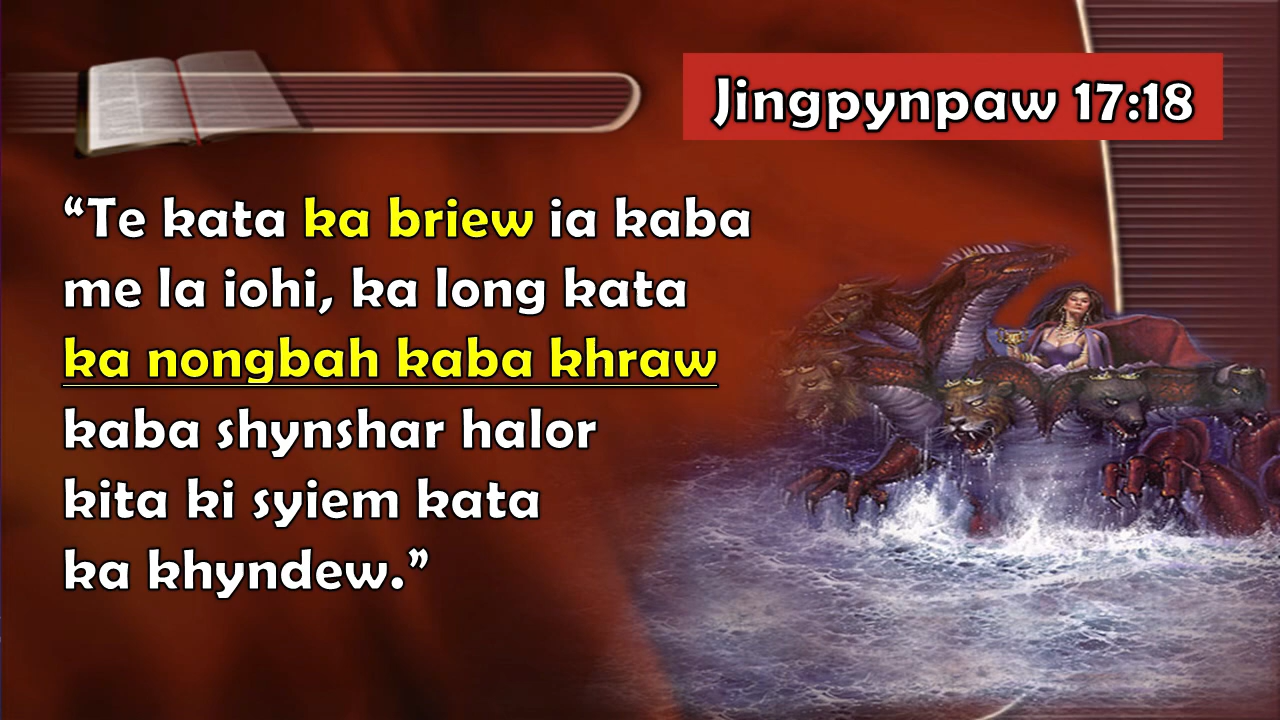 Jingpynpaw 17:18
“Te kata ka briew ia kaba
me la iohi, ka long kata
ka nongbah kaba khraw
kaba shynshar halor
kita ki syiem kata
ka khyndew.”